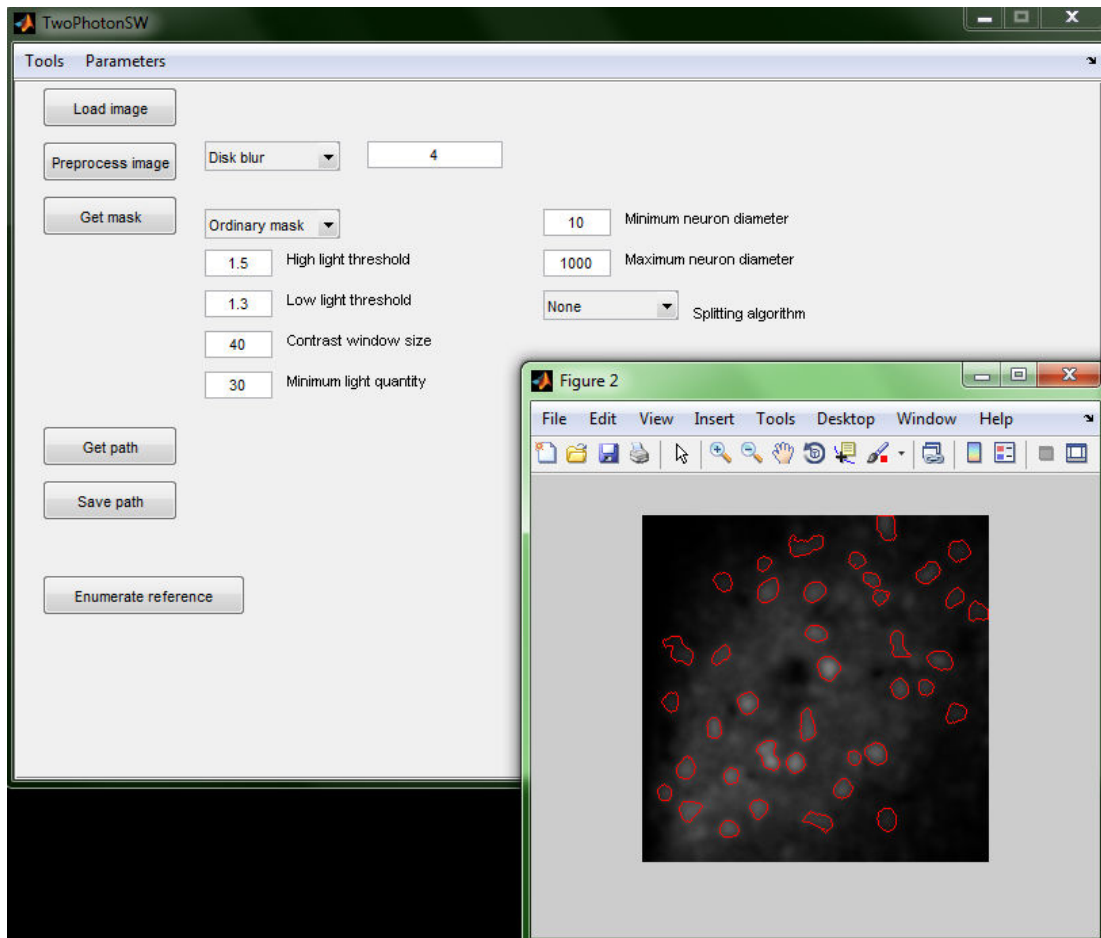 TwoPhotonSW
Tools Parameters
Load image
Preprocess image Disk blur 4
Get mask Ordinary mask 10 Minimum neuron diameter
1.5 High light threshold 1000 Maximum neuron diameter
1.3 Low light threshold None Splitting algorithm
40 Contrast window size
30 Minimum light quantity
Get path
Save path
Enumerate reference
Figure 2
File Edit View Insert Tools Desktop Window Help